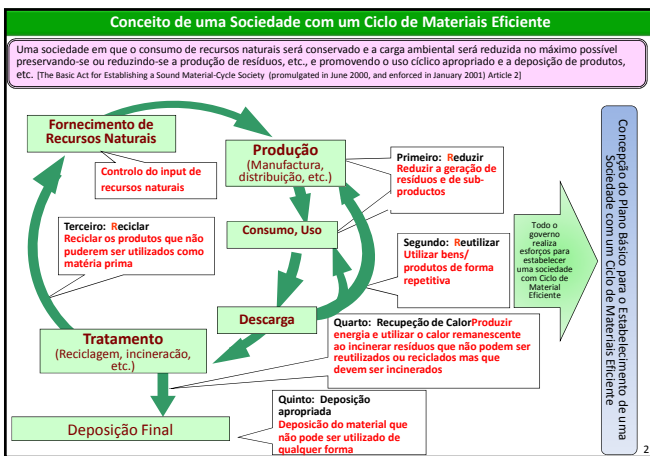 Conceito de uma Sociedade com um Ciclo de Materiais Eficiente
Uma sociedade em que o consumo de recursos naturais será conservado e a carga ambiental será reduzida no máximo possível
preservando-se ou reduzindo-se a produção de resíduos, etc., e promovendo o uso cíclico apropriado e a deposição de produtos,
etc. [The Basic Act for Establishing a Sound Material-Cycle Society (promulgated in June 2000, and enforced in January 2001) Article 2]
Fornecimento de
Recursos Naturais
Controlo do input de
recursos naturais
Produção
(Manufactura,
distribuição, etc.)
Primeiro: Reduzir
Reduzir a geração de
resíduos e de sub-
productos
Terceiro: Reciclar
Reciclar os produtos que não
puderem ser utilizados como
matéria prima
Consumo, Uso
Segundo: Reutilizar
Utilizar bens/
produtos de forma
repetitiva
Todo o
governo
realiza
esforços para
estabelecer
uma sociedade
com Ciclo de
Material
Eficiente
Concepção do Plano Básico para o Estabelecimento de uma
Sociedade com um Ciclo de Materiais Eficiente
Descarga
Tratamento
(Reciclagem, incineracão,
etc.)
Quarto: Recupeção de CalorProduzir
energia e utilizar o calor remanescente
ao incinerar resíduos que não podem ser
reutilizados ou reciclados mas que
devem ser incinerados
Deposição Final
Quinto: Deposição
apropriada
Deposição do material que
não pode ser utilizado de
qualquer forma
2